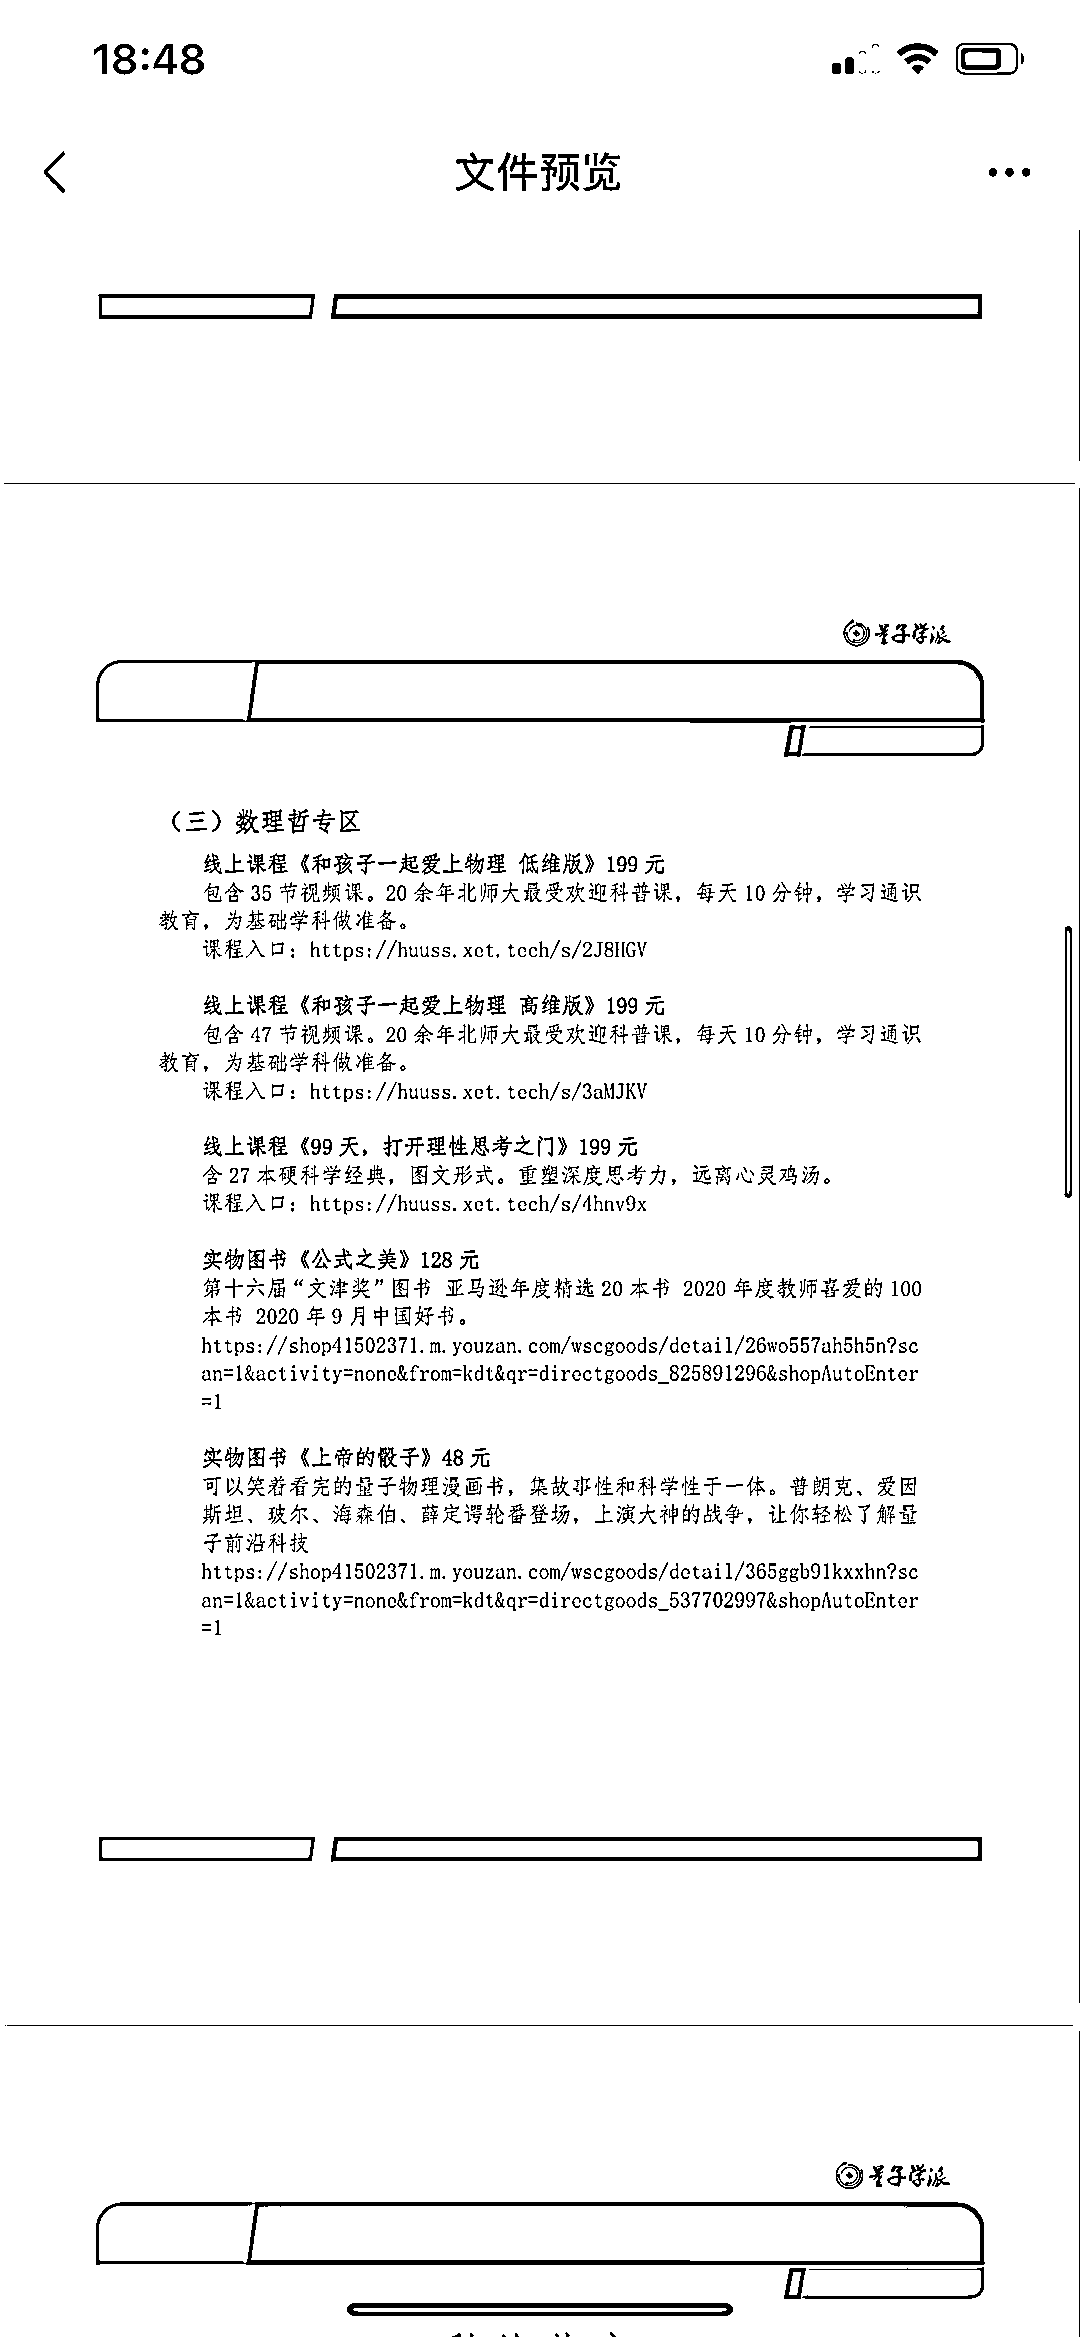 18:48
文件预览
量子学派
（三）数理哲专区
线上课程《和孩子一起爱上物理 低维版》199 元
包含 35 节视频课。20 余年北师大最受欢迎科普课，每天 10 分钟，学习通识
教育，为基础学科做准备。
课程入口：https://huuss.xet.tech/s/2J8HGV
线上课程《和孩子一起爱上物理 高维版》199 元
包含 47 节视频课。20 余年北师大最受欢迎科普课，每天 10 分钟，学习通识
教育，为基础学科做准备。
课程入口：https://huuss.xet.tech/s/3aMJKV
线上课程《99 天，打开理性思考之门》199 元
含 27 本硬科学经典，图文形式。重塑深度思考力，远离心灵鸡汤。
课程入口：https://huuss.xet.tech/s/4hnv9x
实物图书《公式之美》128 元
第十六届“文津奖”图书 亚马逊年度精选 20 本书 2020 年度教师喜爱的 100
本书 2020 年 9 月中国好书。
https://shop41502371.m.youzan.com/wscgoods/detail/26wo557ah5h5n?sc
an=1&activity=none&from=kdt&qr=directgoods_825891296&shopAutoEnter
=1
实物图书《上帝的骰子》48 元
可以笑着看完的量子物理漫画书，集故事性和科学性于一体。普朗克、爱因
斯坦、玻尔、海森伯、薛定谔轮番登场，上演大神的战争，让你轻松了解量
子前沿科技
https://shop41502371.m.youzan.com/wscgoods/detail/365ggb91kxxhn?sc
an=1&activity=none&from=kdt&qr=directgoods_537702997&shopAutoEnter
=1
量子学派